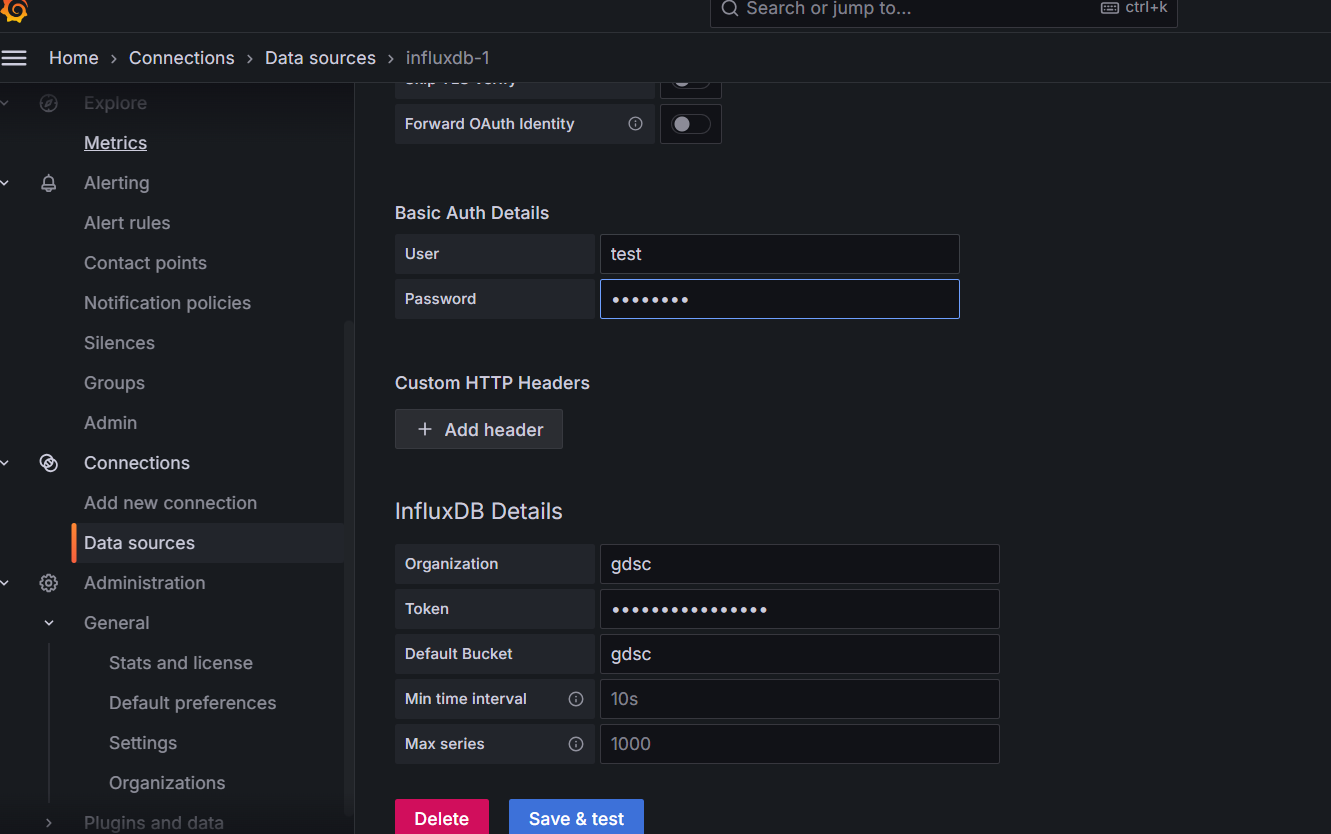 Search or jump to... ctrl+k
Home › Connections › Data sources › influxdb-1
Explore
Metrics
Alerting
Alert rules
Contact points
Notification policies
Silences
Groups
Admin
Connections
Add new connection
Data sources
Administration
General
Stats and license
Default preferences
Settings
Organizations
Plugins and data
Skip TLS Verify
Forward OAuth Identity
Basic Auth Details
User test
Password ••••••••
Custom HTTP Headers
+ Add header
InfluxDB Details
Organization gdsc
Token ••••••••••••••••
Default Bucket gdsc
Min time interval 10s
Max series 1000
Delete Save & test